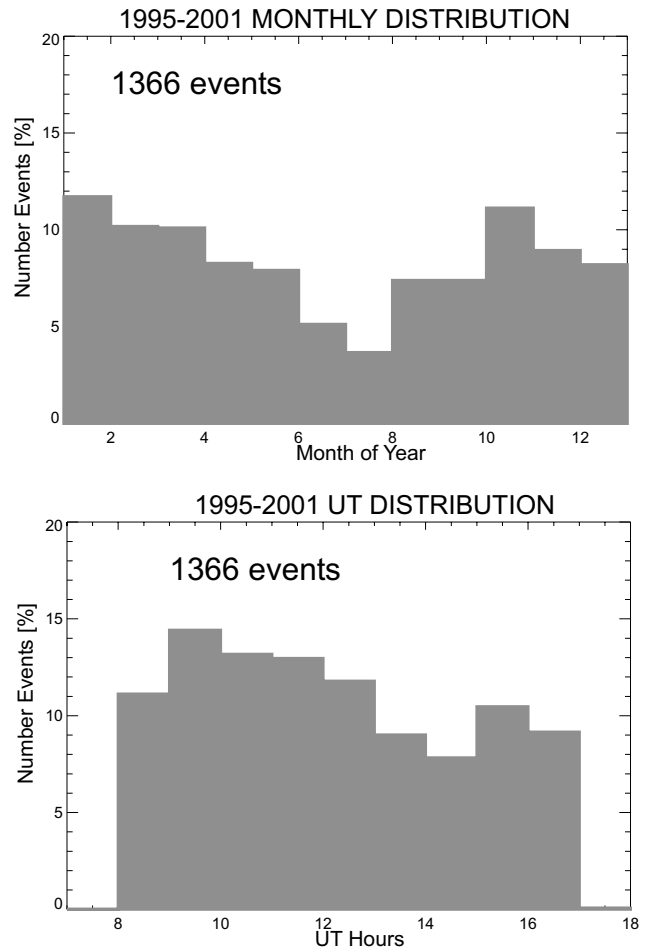 1995-2001 MONTHLY DISTRIBUTION
20
1366 events
15
10
5
0
Number Events [%]
2 4 6 8 10 12
Month of Year
1995-2001 UT DISTRIBUTION
20
1366 events
15
10
5
0
Number Events [%]
8 10 12 14 16 18
UT Hours